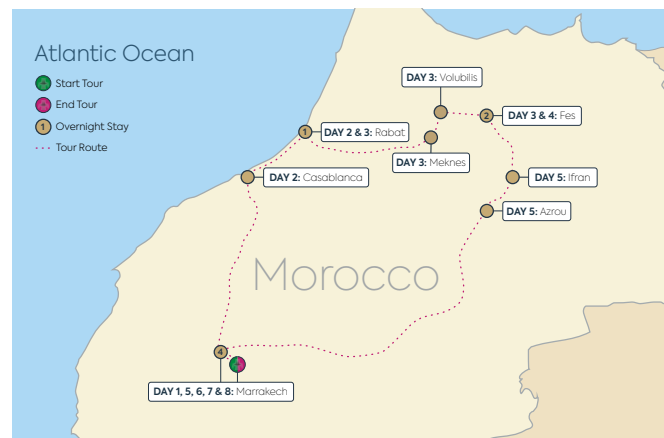 Atlantic Ocean
Start Tour
End Tour
1 Overnight Stay
Tour Route
DAY 3: Volubilis
2 DAY 3 & 4: Fes
1 DAY 2 & 3: Rabat
DAY 3: Meknes
DAY 2: Casablanca
DAY 5: Ifran
DAY 5: Azrou
Morocco
4
DAY 1, 5, 6, 7 & 8: Marrakech